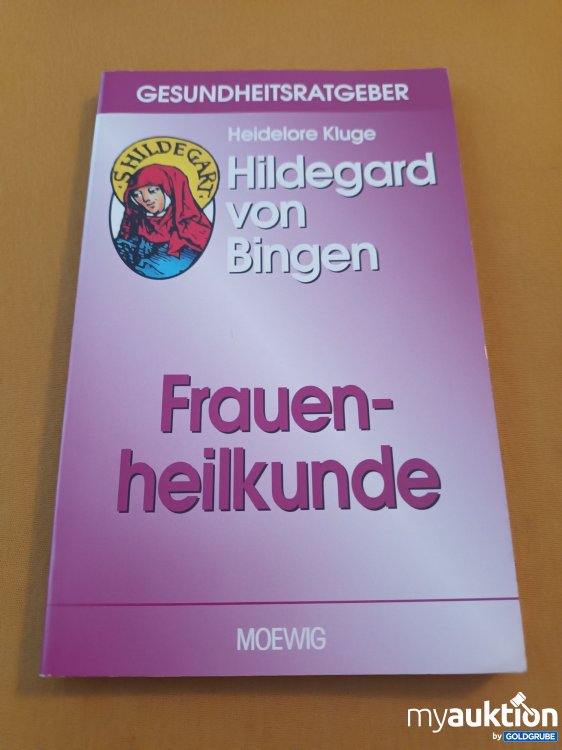 GESUNDHEITSRATGEBER
Heidelore Kluge
S HILDEGART
Hildegard
von
Bingen
Frauen-
heilkunde
MOEWIG
myauktion
by GOLDGRUBE